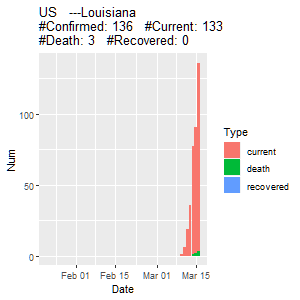 US ---Louisiana
#Confirmed: 136 #Current: 133
#Death: 3 #Recovered: 0
Num
100
50
0
Feb 01 Feb 15 Mar 01 Mar 15
Date
Type
current
death
recovered